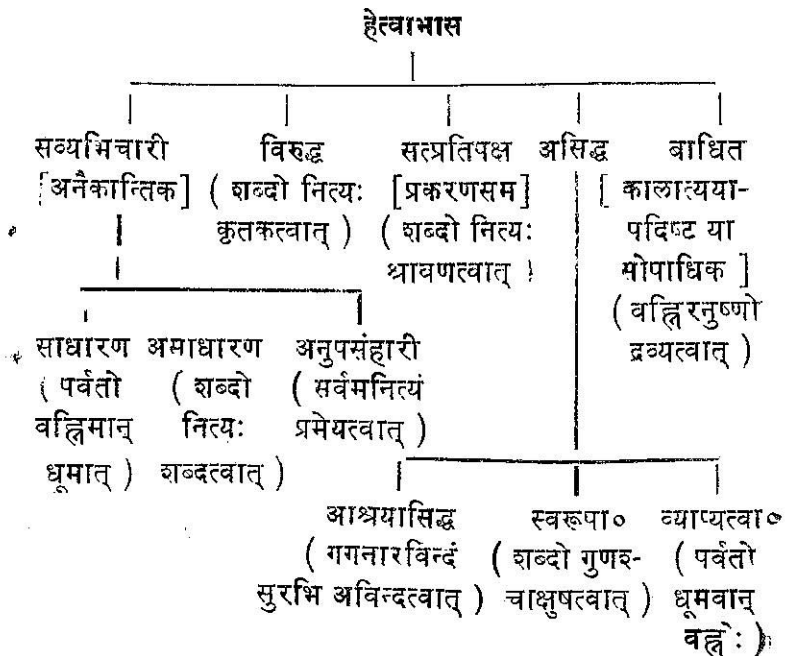 हेत्वाभास
सव्यभिचारी विरुद्ध सत्प्रतिपक्ष असिद्ध बाधित
[अनैकान्तिक] ( शब्दो नित्यः [प्रकरणसम] [ कालात्यया-
कृतकत्वात् ) ( शब्दो नित्यः पदिष्ट या
श्रावणत्वात् ) सोपाधिक ]
( वह्निरनुष्णो
द्रव्यत्वात् )
साधारण असाधारण अनुपसंहारी
( पर्वतो ( शब्दो ( सर्वमनित्यं
वह्निमान् नित्यः प्रमेयत्वात् )
धूमात् ) शब्दत्वात् )
आश्रयासिद्ध स्वरूपा० व्याप्यत्वा०
( गगनारविन्दं ( शब्दो गुणश- ( पर्वतो
सुरभि अविन्दत्वात् ) चाक्षुषत्वात् ) धूमवान्
वह्नेः )